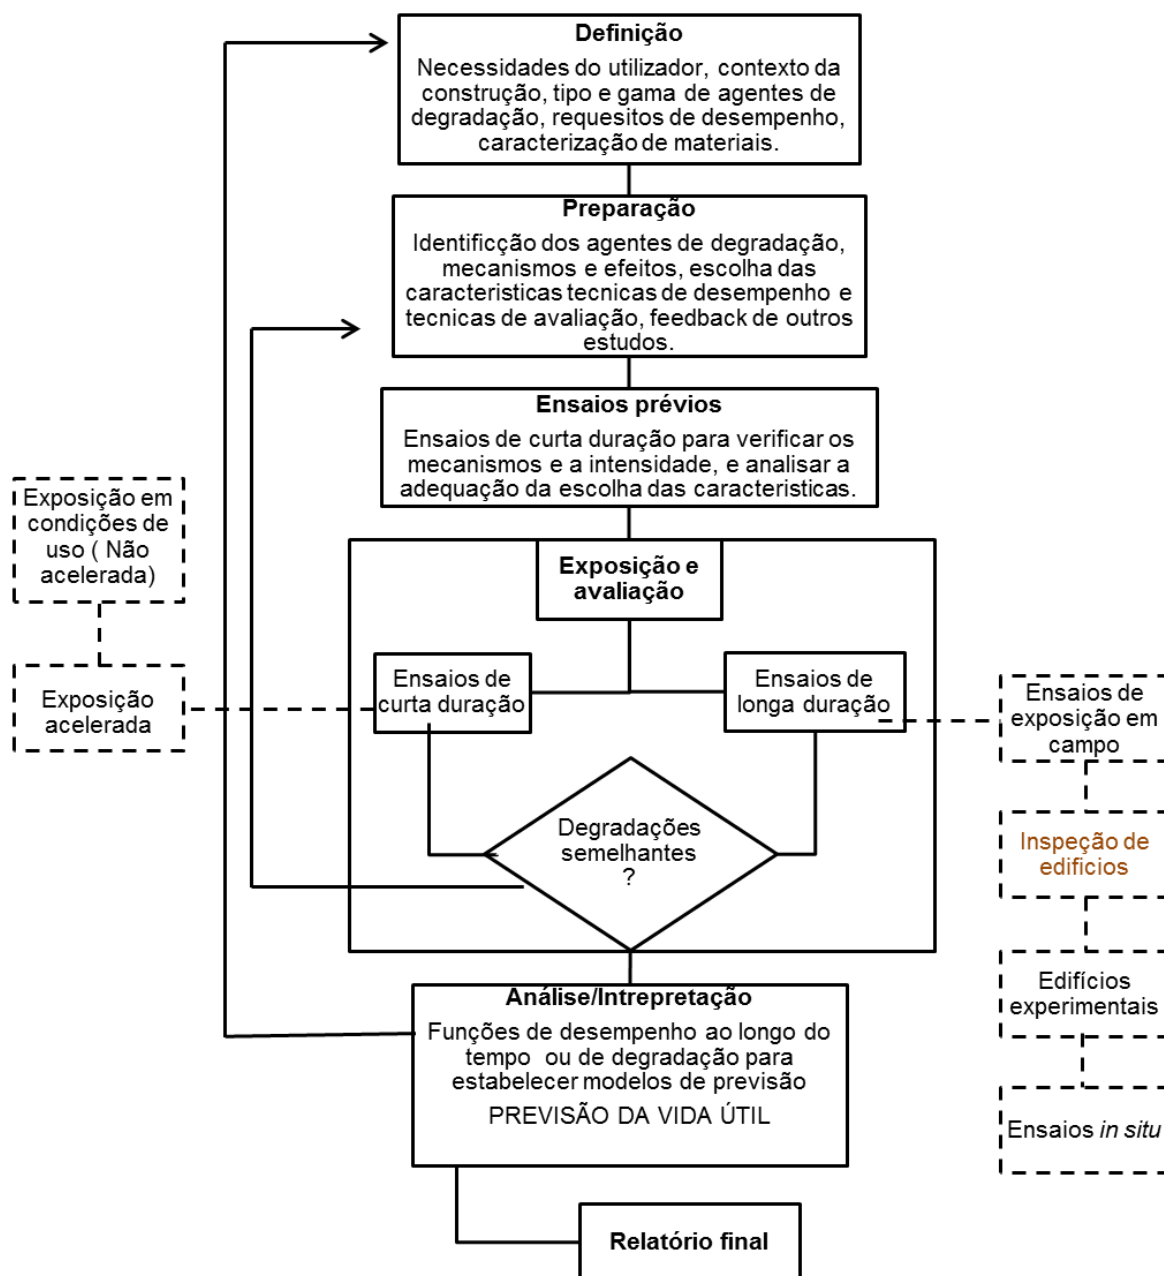 Definição
Necessidades do utilizador, contexto da
construção, tipo e gama de agentes de
degradação, requesitos de desempenho,
caracterização de materiais.
Preparação
Identificção dos agentes de degradação,
mecanismos e efeitos, escolha das
caracteristicas tecnicas de desempenho e
tecnicas de avaliação, feedback de outros
estudos.
Ensaios prévios
Ensaios de curta duração para verificar os
mecanismos e a intensidade, e analisar a
adequação da escolha das caracteristicas.
Exposição em
condições de
uso ( Não
acelerada)
Exposição
acelerada
Exposição e
avaliação
Ensaios de
curta duração
Ensaios de
longa duração
Degradações
semelhantes
?
Ensaios de
exposição em
campo
Inspeção de
edificios
Edifícios
experimentais
Ensaios in situ
Análise/Intrepretação
Funções de desempenho ao longo do
tempo ou de degradação para
estabelecer modelos de previsão
PREVISÃO DA VIDA ÚTIL
Relatório final